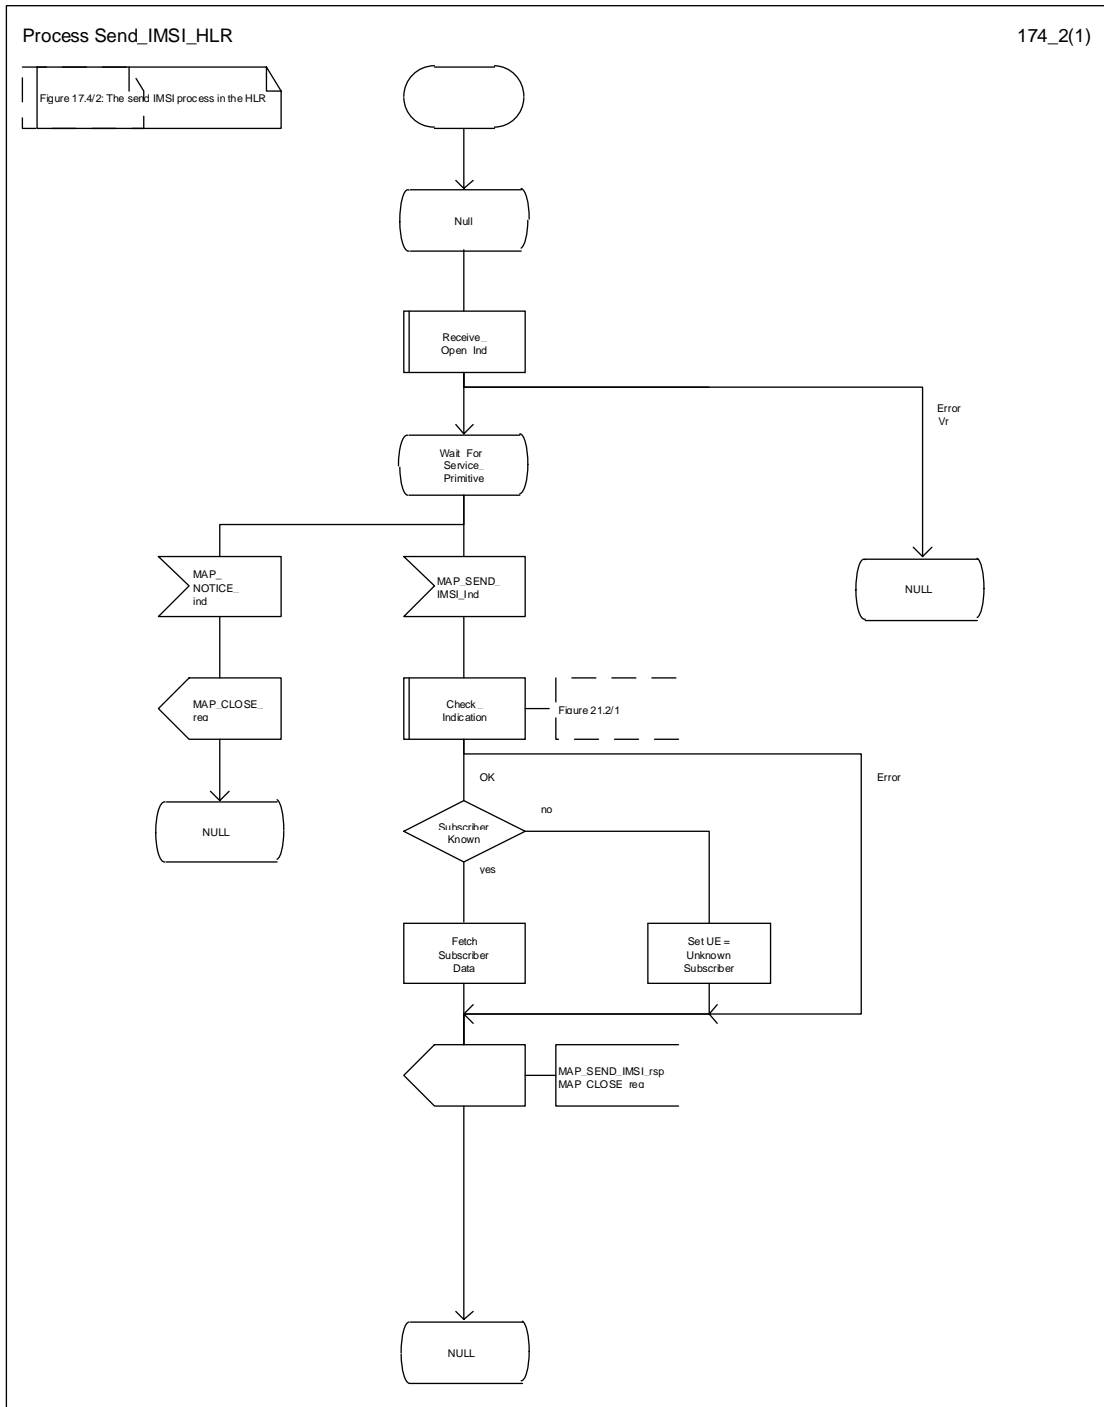 Process Send_IMSI_HLR
174_2(1)
Figure 17.4/2: The send IMSI process in the HLR
Null
Receive_
Open Ind
Error
Vr
Wait For
Service_
Primitive
MAP_
NOTICE_
ind
MAP_SEND_
IMSI_Ind
NULL
MAP_CLOSE_
req
Check_
Indication
Figure 21.2/1
OK
Error
no
Subscriber
Known
NULL
yes
Fetch
Subscriber
Data
Set UE =
Unknown
Subscriber
MAP_SEND_IMSI_rsp
MAP CLOSE req
NULL